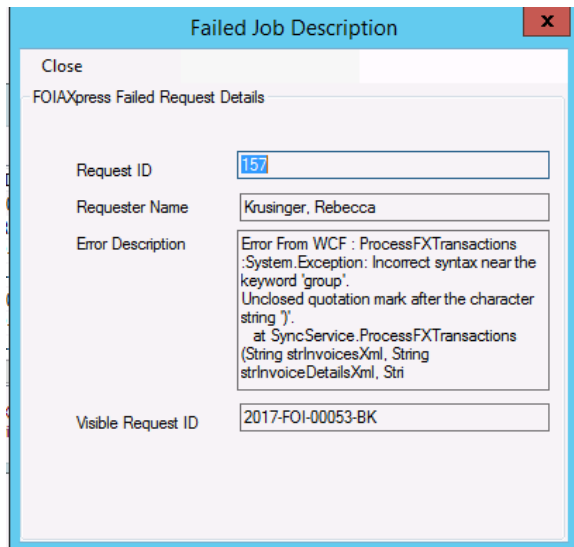 Failed Job Description
x
Close
FOIAXpress Failed Request Details
Request ID
157
Requester Name
Krusinger, Rebecca
Error Description
Error From WCF : ProcessFXTransactions
:System.Exception: Incorrect syntax near the
keyword 'group'.
Unclosed quotation mark after the character
string ')'.
at SyncService.ProcessFXTransactions
(String strInvoicesXml, String
strInvoiceDetailsXml, Stri
Visible Request ID
2017-FOI-00053-BK